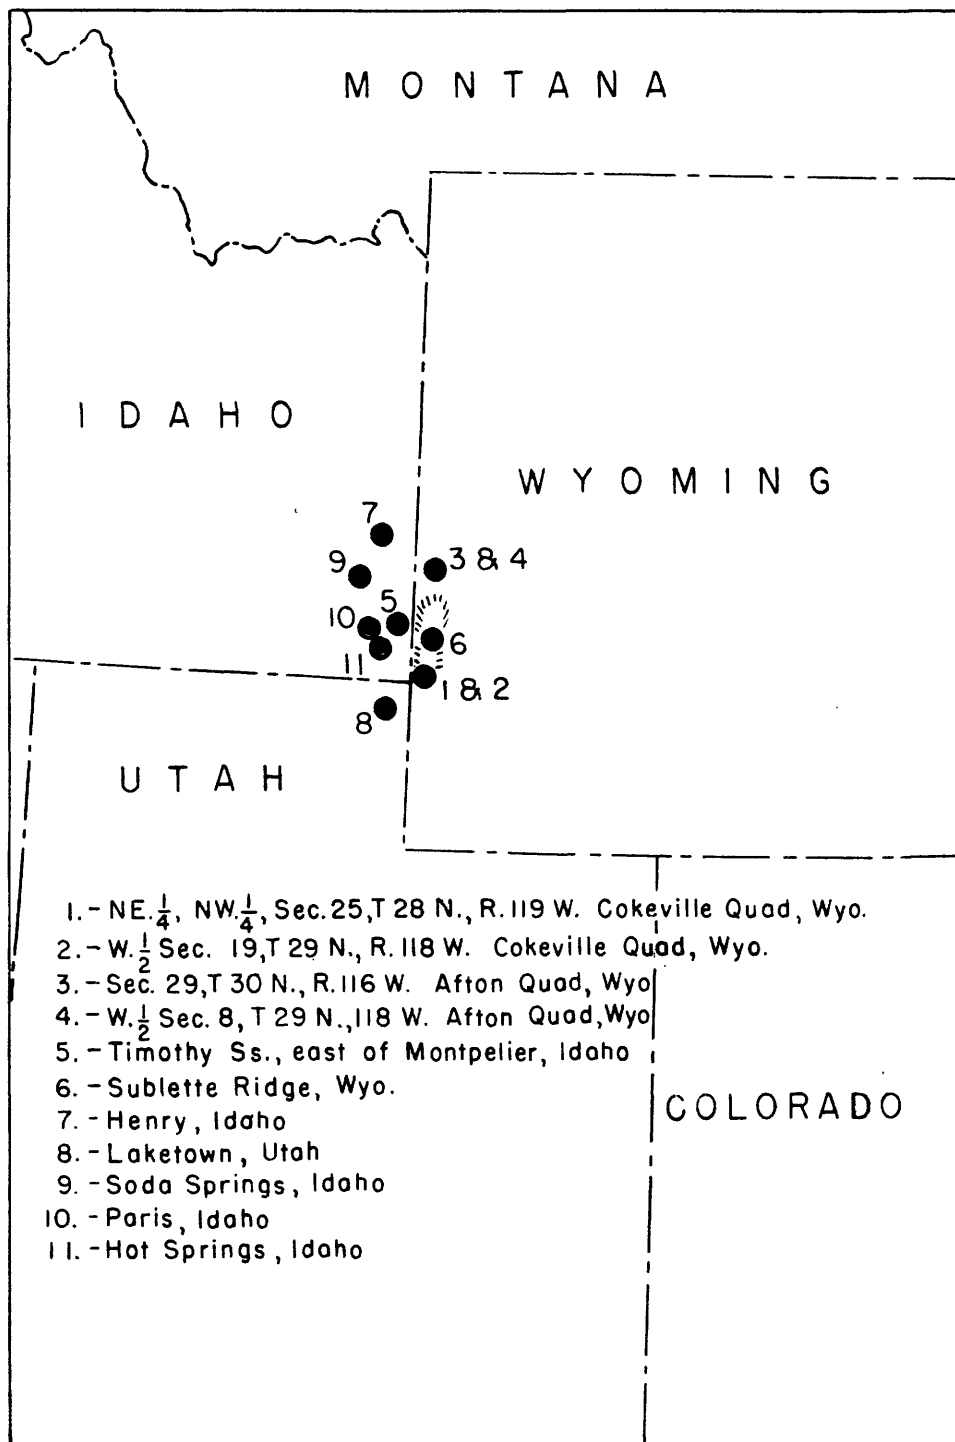 MONTANA
IDAHO
WYOMING
7
9
3 & 4
5
10
6
11
1 & 2
8
UTAH
1.- NE.1/4, NW.1/4, Sec.25, T 28 N., R. 119 W. Cokeville Quad, Wyo.
2.- W.1/2 Sec. 19, T 29 N., R. 118 W. Cokeville Quad, Wyo.
3.- Sec. 29, T 30 N., R. 116 W. Afton Quad, Wyo
4.- W.1/2 Sec. 8, T 29 N., 118 W. Afton Quad, Wyo
5.- Timothy Ss., east of Montpelier, Idaho
6.- Sublette Ridge, Wyo.
7.- Henry, Idaho
COLORADO
8.- Laketown, Utah
9.- Soda Springs, Idaho
10.- Paris, Idaho
11.- Hot Springs, Idaho